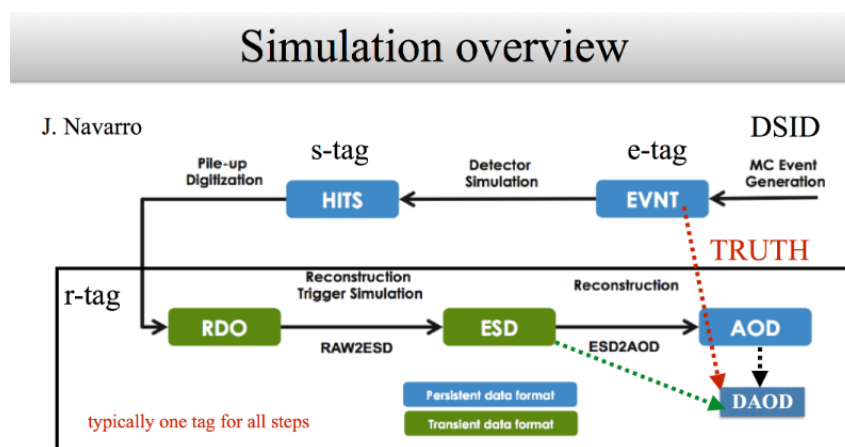 Simulation overview
J. Navarro
s-tag
e-tag
DSID
Pile-up
Digitization
Detector
Simulation
MC Event
Generation
HITS
EVNT
TRUTH
r-tag
Reconstruction
Trigger Simulation
Reconstruction
RDO
ESD
AOD
RAW2ESD
ESD2AOD
DAOD
Persistent data format
Transient data format
typically one tag for all steps